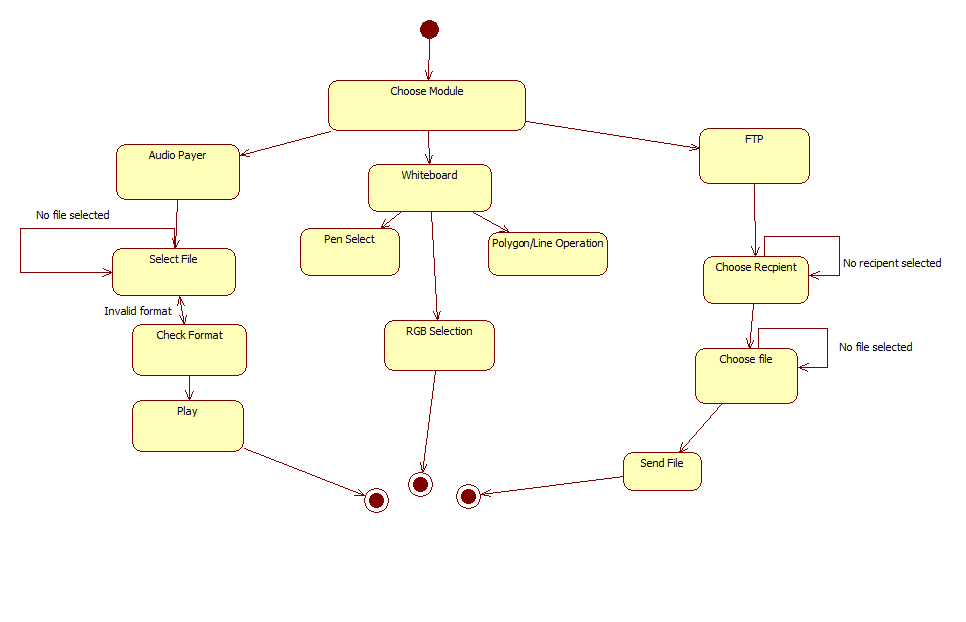 Choose Module
FTP
Audio Payer
Whiteboard
No file selected
Pen Select
Polygon/Line Operation
Select File
Choose Recpient
No recipent selected
Invalid format
Check Format
RGB Selection
No file selected
Choose file
Play
Send File